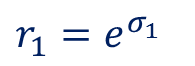 r₁ = e^σ₁